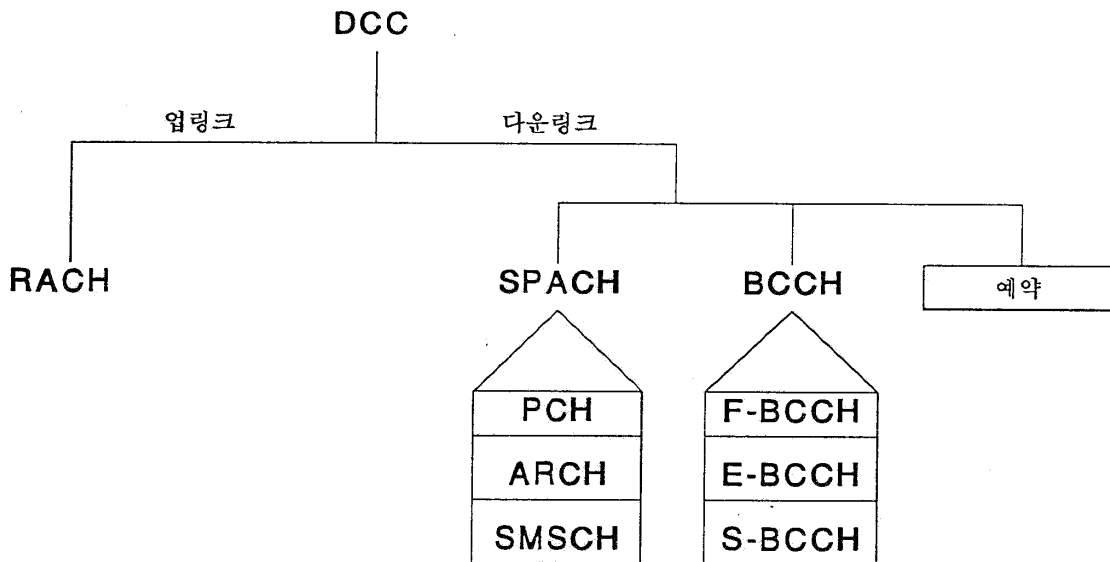 DCC
업링크
다운링크
RACH
SPACH
BCCH
예약
PCH
F-BCCH
ARCH
E-BCCH
SMSCH
S-BCCH